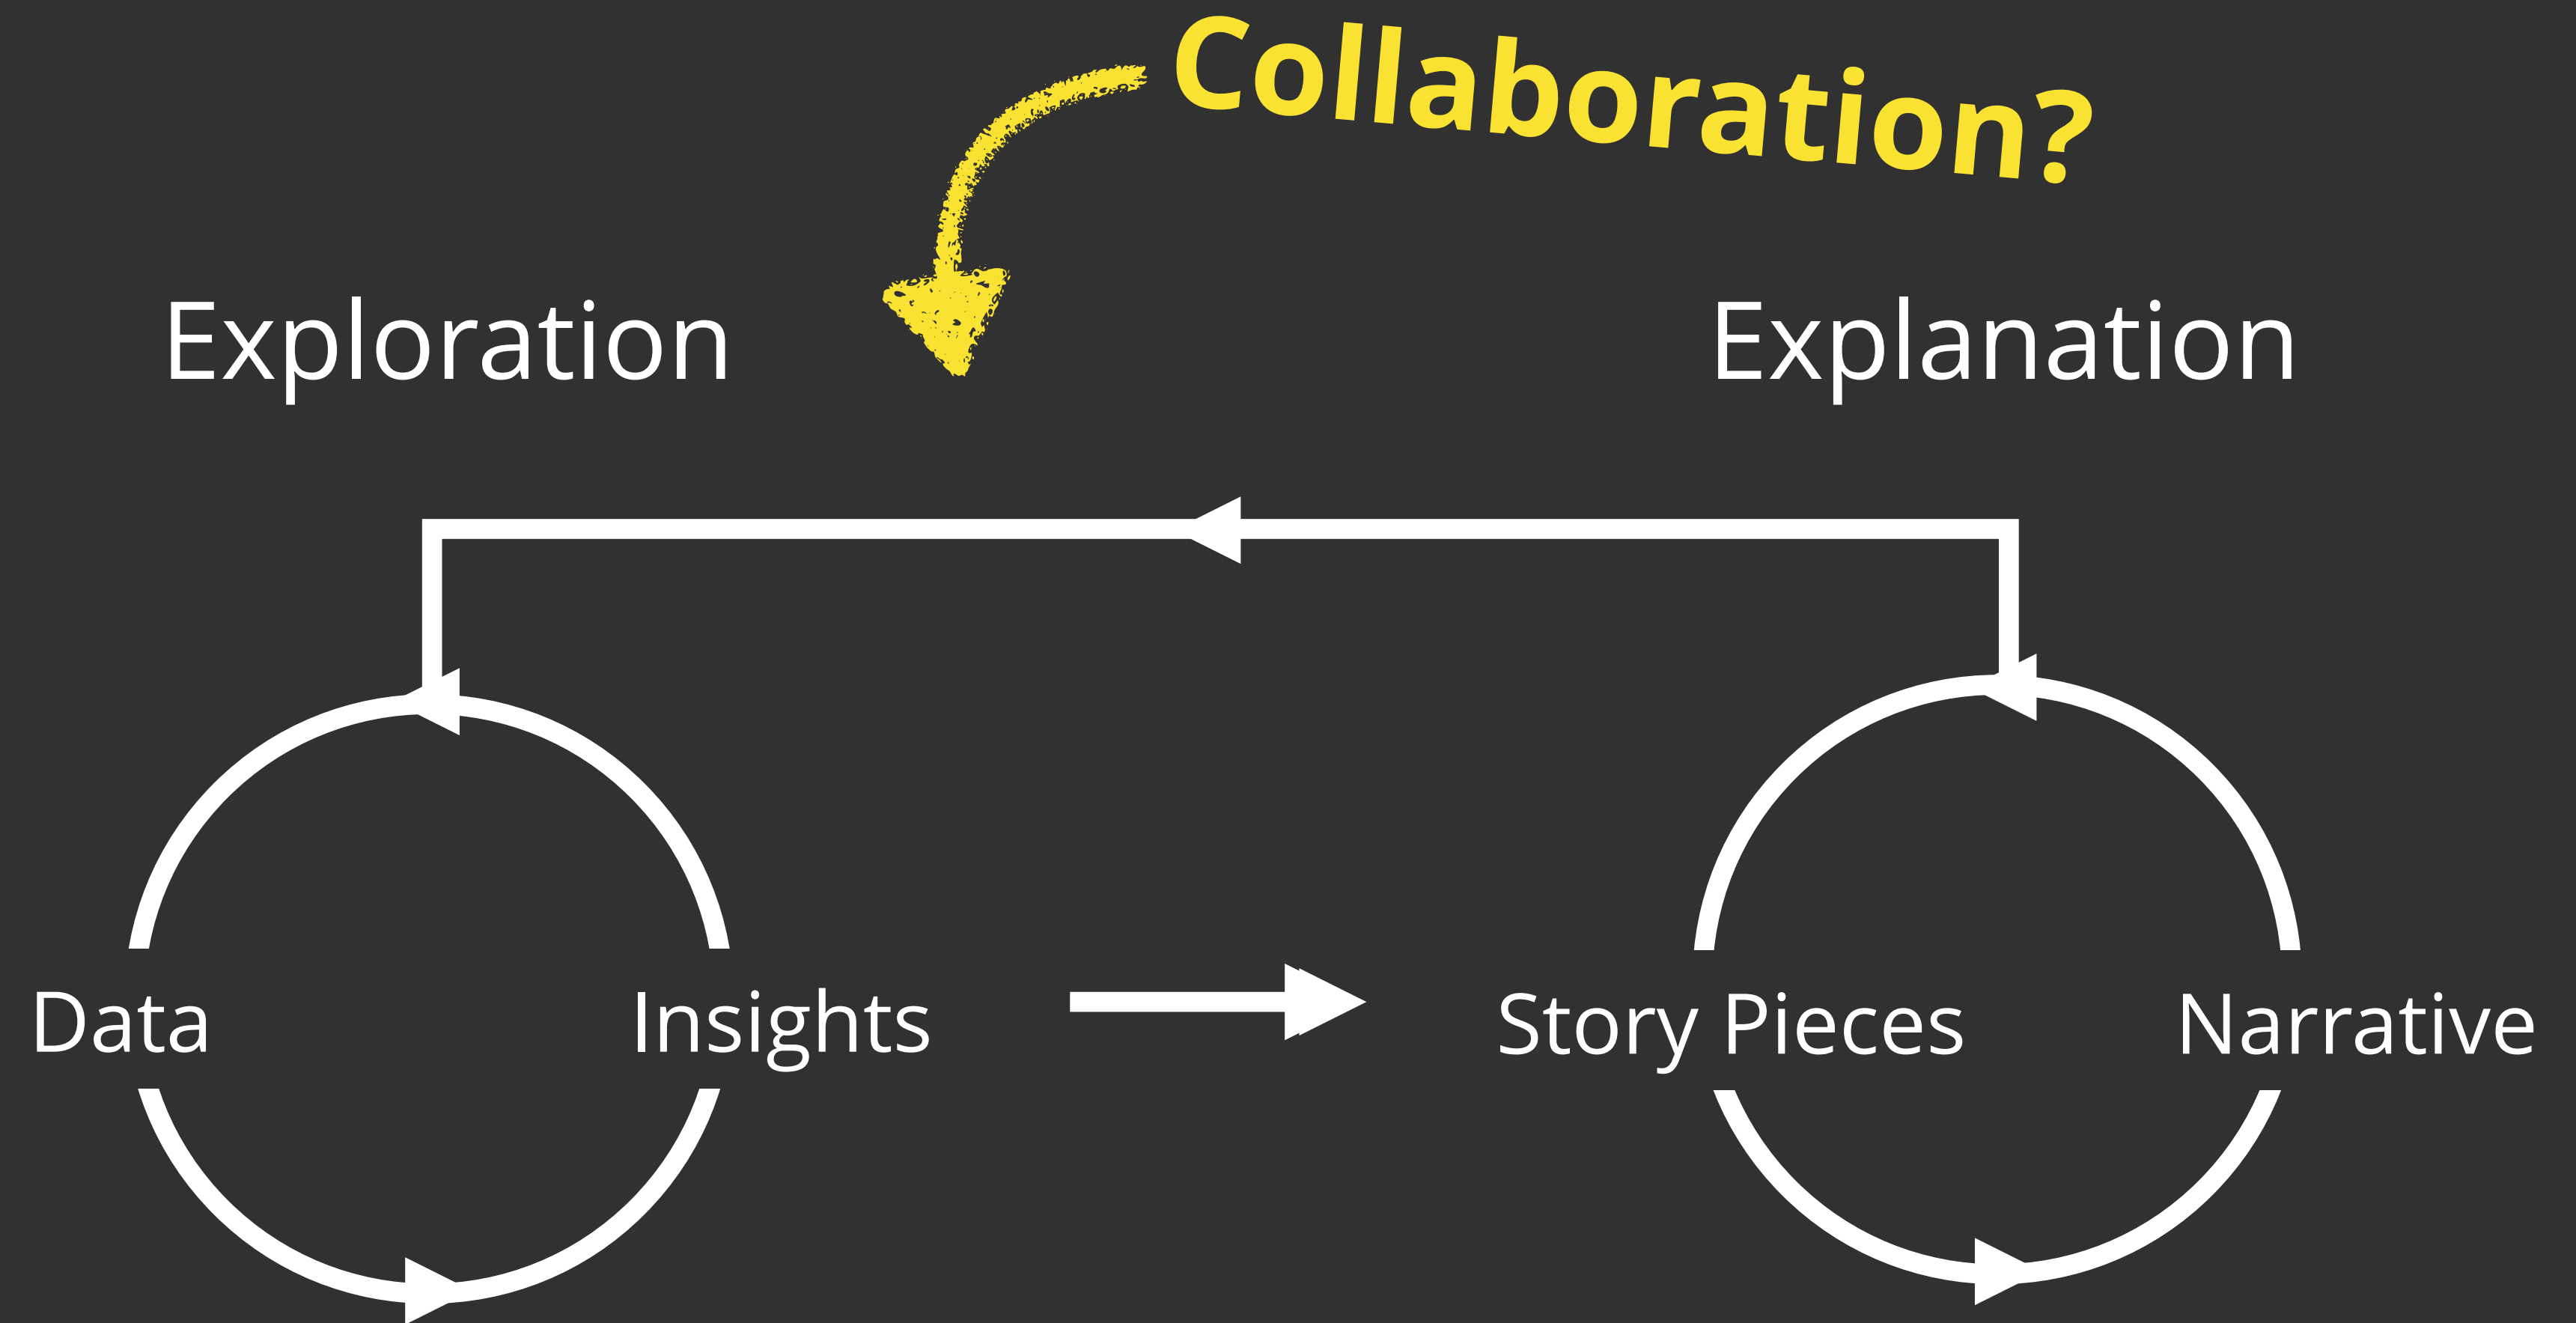 Collaboration?
Exploration
Explanation
Data
Insights
Story Pieces
Narrative